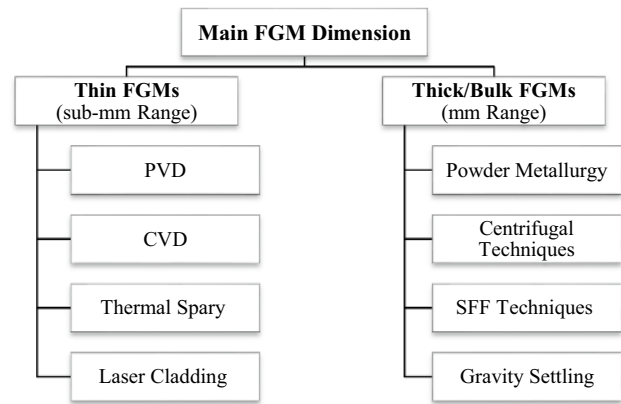 Main FGM Dimension
Thin FGMs
(sub-mm Range)
PVD
CVD
Thermal Spary
Laser Cladding
Thick/Bulk FGMs
(mm Range)
Powder Metallurgy
Centrifugal
Techniques
SFF Techniques
Gravity Settling